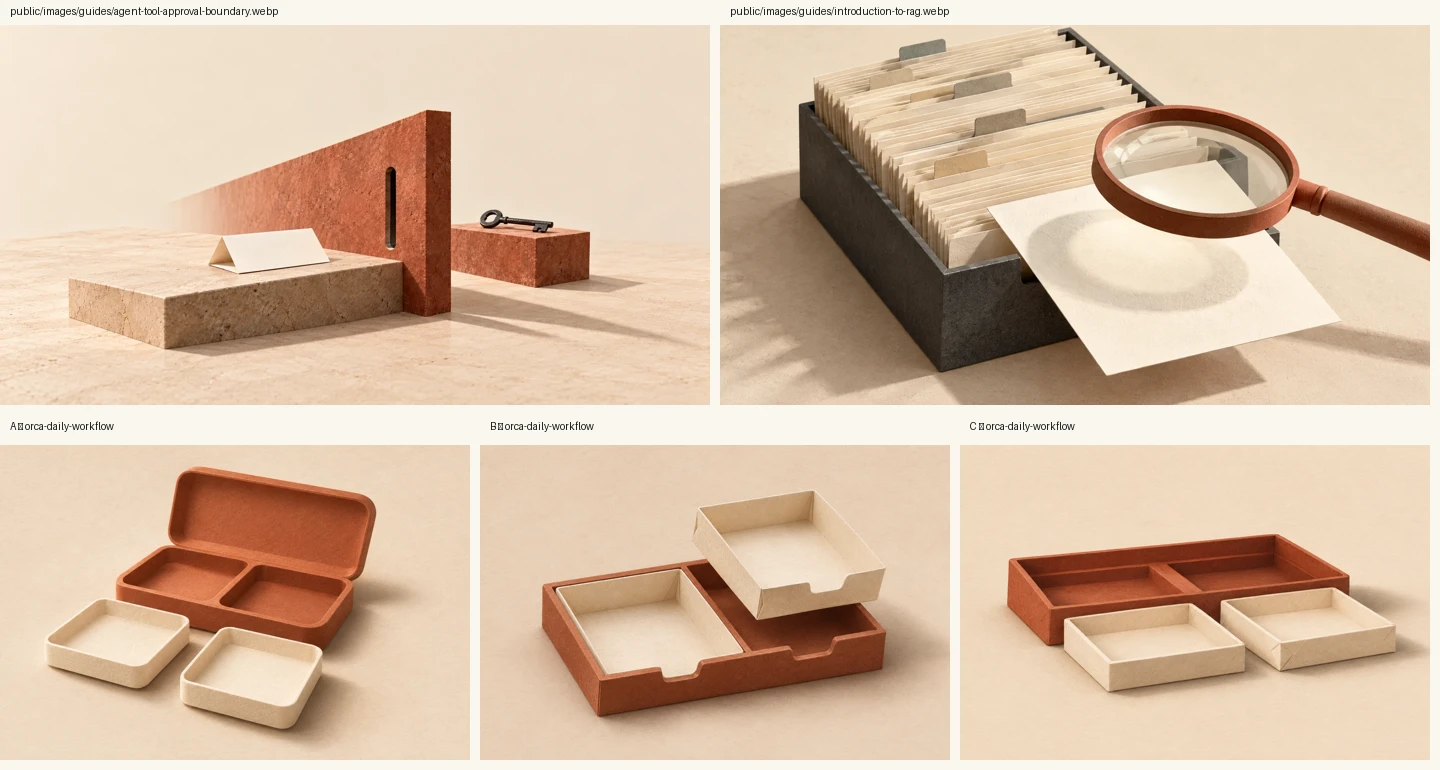 public/images/guides/agent-tool-approval-boundary.webp
public/images/guides/introduction-to-rag.webp
A orca-daily-workflow
B orca-daily-workflow
C orca-daily-workflow